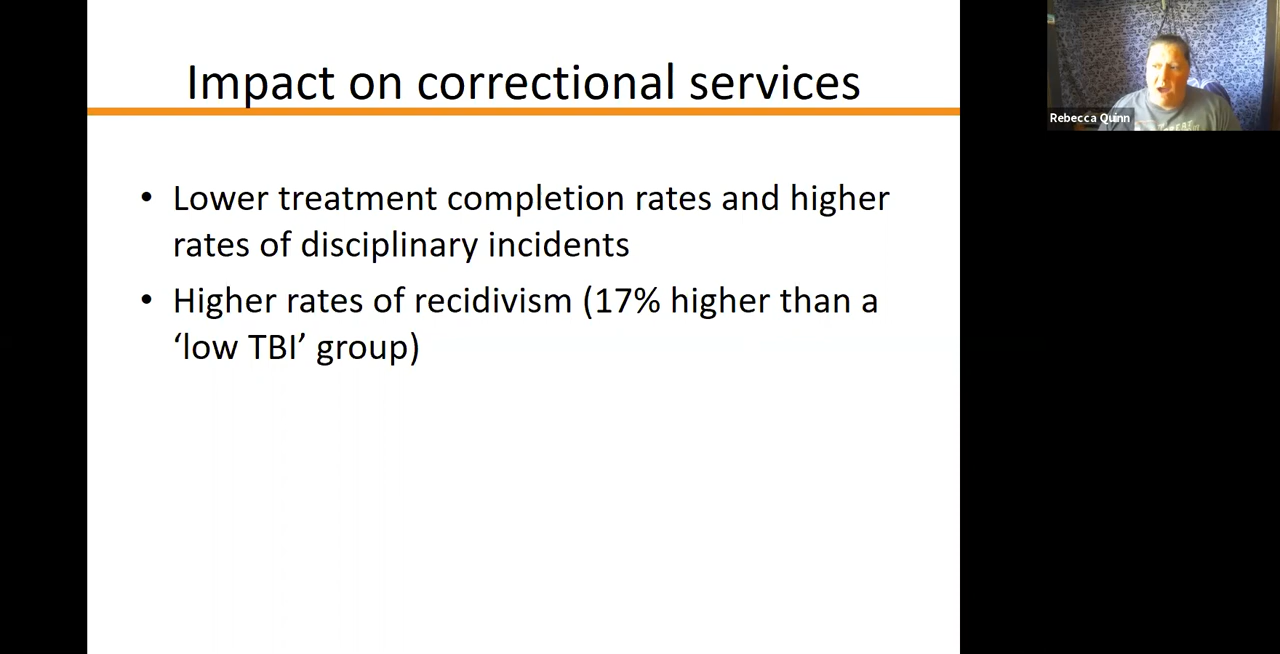 Impact on correctional services
• Lower treatment completion rates and higher
rates of disciplinary incidents
• Higher rates of recidivism (17% higher than a
‘low TBI’ group)
Rebecca Quinn